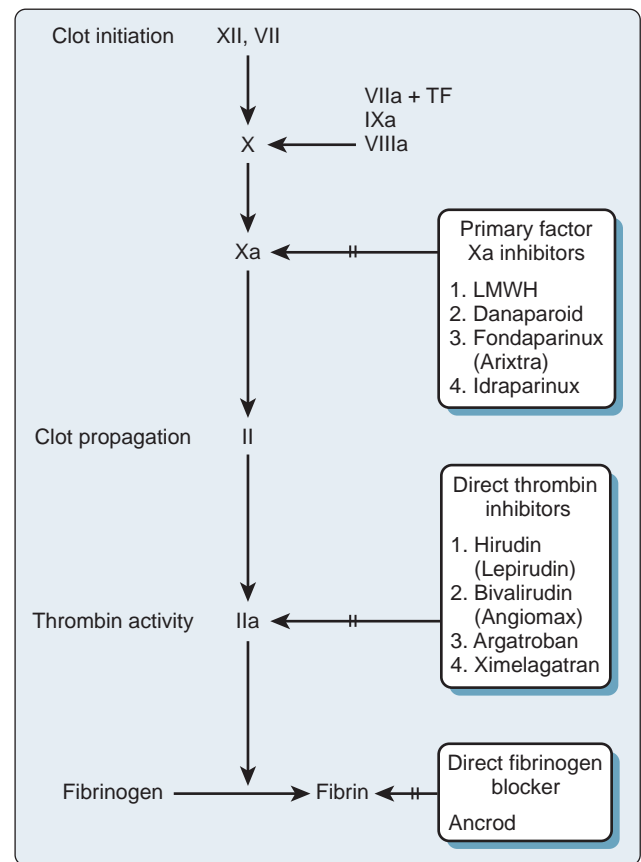 Clot initiation XII, VII
VIIa + TF
IXa
VIIIa
X
Xa
Primary factor
Xa inhibitors
1. LMWH
2. Danaparoid
3. Fondaparinux
(Arixtra)
4. Idraparinux
Clot propagation II
Direct thrombin
inhibitors
1. Hirudin
(Lepirudin)
2. Bivalirudin
(Angiomax)
3. Argatroban
4. Ximelagatran
Thrombin activity IIa
Fibrinogen Fibrin
Direct fibrinogen
blocker
Ancrod